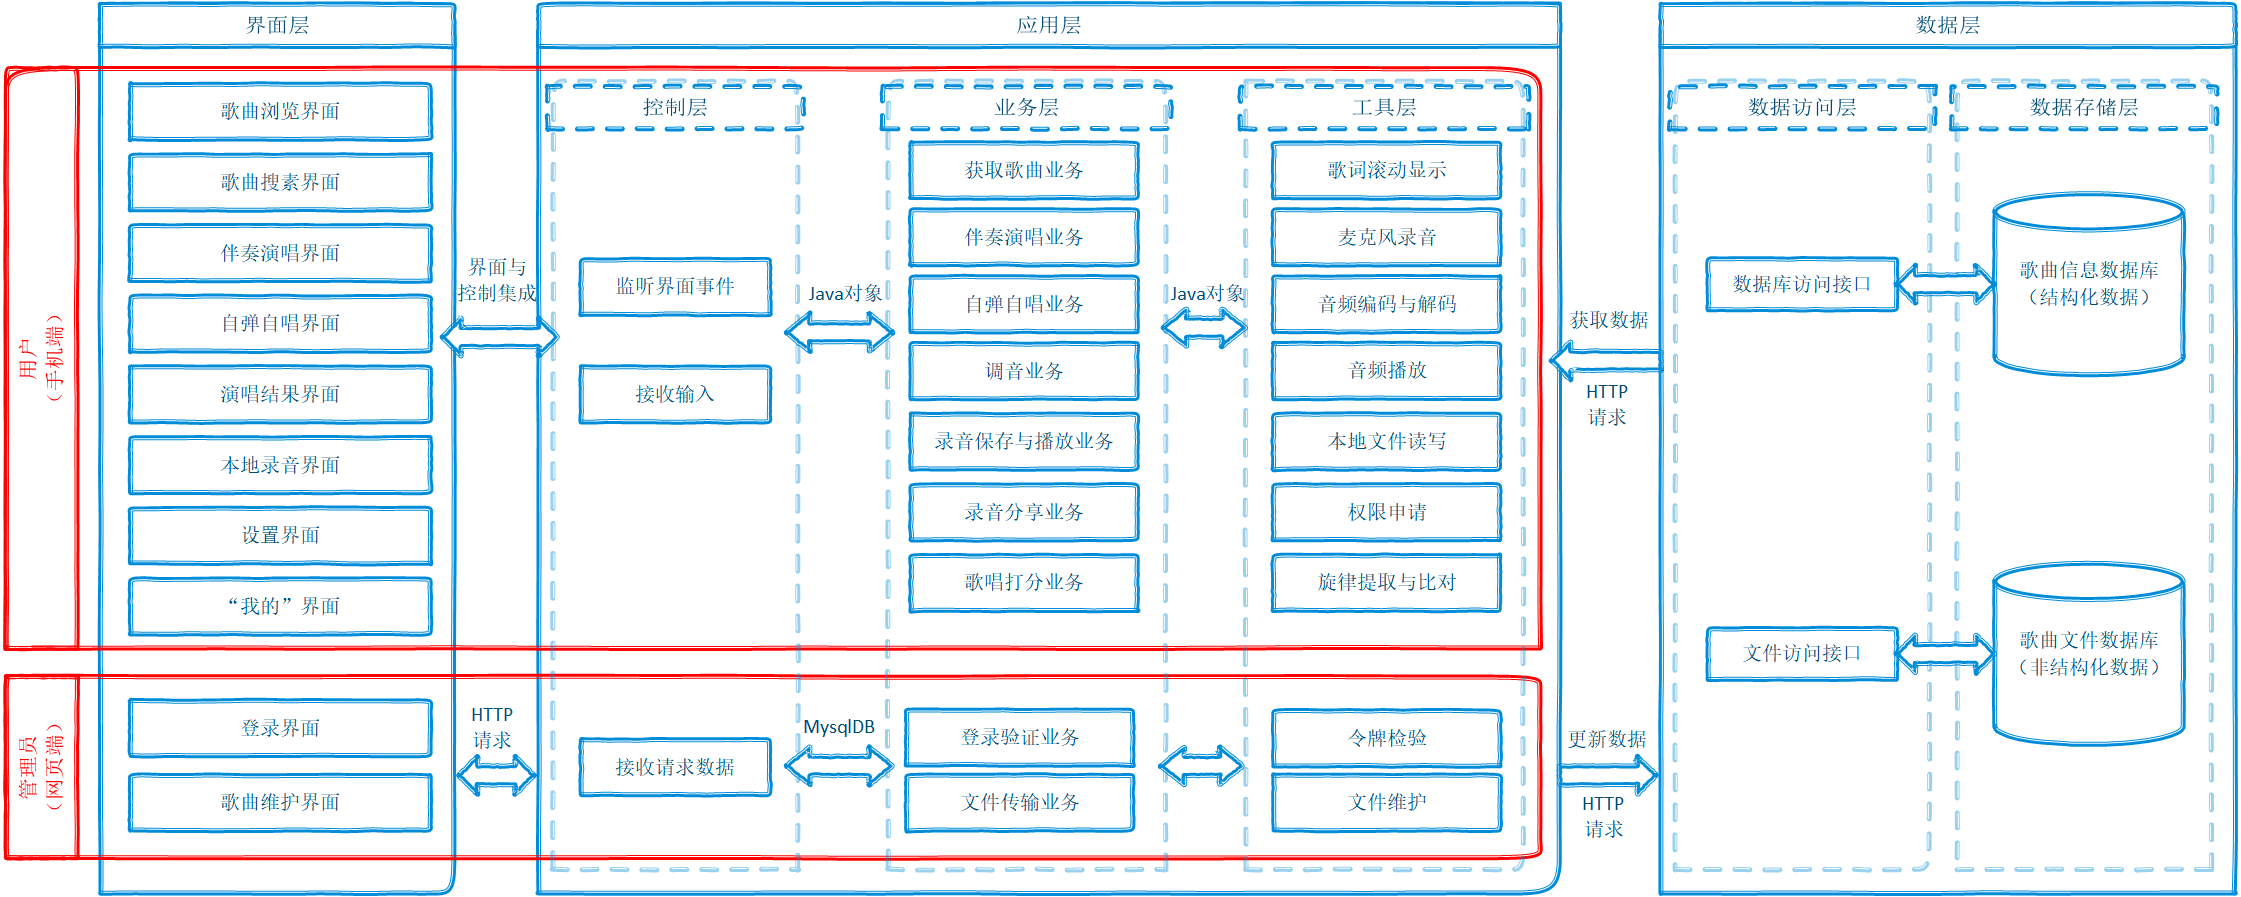 界面层
应用层
数据层
用户
（手机端）
歌曲浏览界面
歌曲搜素界面
伴奏演唱界面
自弹自唱界面
演唱结果界面
本地录音界面
设置界面
“我的”界面
界面与
控制集成
控制层
监听界面事件
接收输入
Java对象
业务层
获取歌曲业务
伴奏演唱业务
自弹自唱业务
调音业务
录音保存与播放业务
录音分享业务
歌唱打分业务
Java对象
工具层
歌词滚动显示
麦克风录音
音频编码与解码
音频播放
本地文件读写
权限申请
旋律提取与比对
获取数据
HTTP
请求
数据访问层
数据库访问接口
文件访问接口
数据存储层
歌曲信息数据库
（结构化数据）
歌曲文件数据库
（非结构化数据）
管理员
（网页端）
登录界面
歌曲维护界面
HTTP
请求
接收请求数据
MysqlDB
登录验证业务
文件传输业务
令牌检验
文件维护
更新数据
HTTP
请求